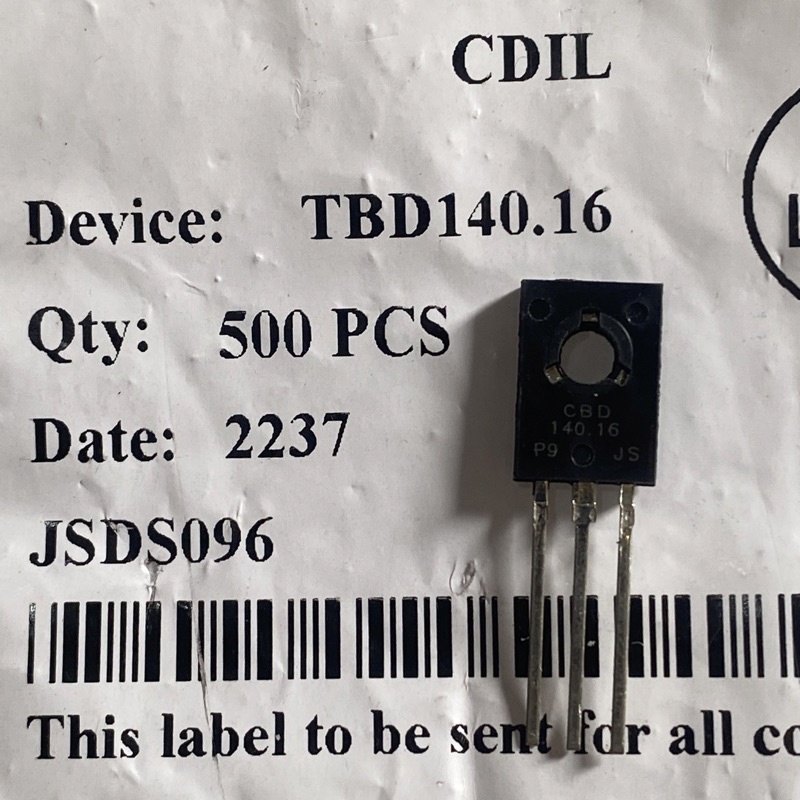 CDIL
Device: TBD140.16
Qty: 500 PCS
CBD
140.16
P9 JS
Date: 2237
JSDS096
This label to be sent for all